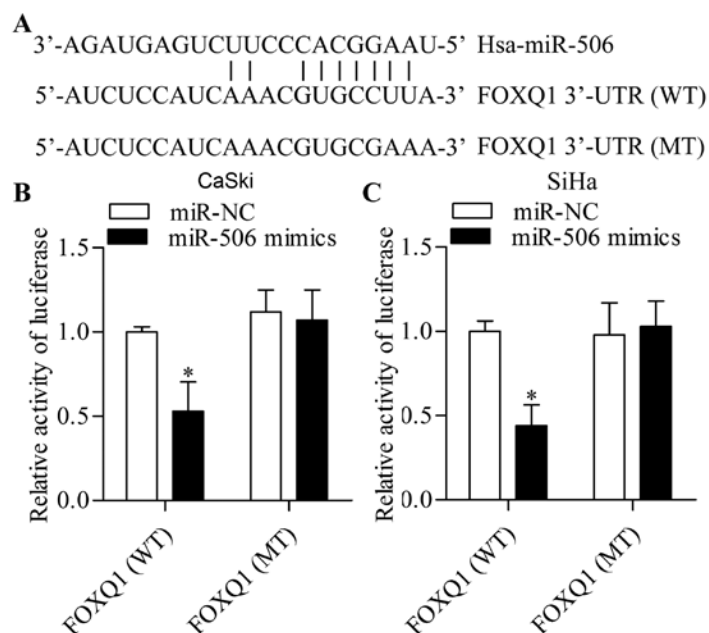 A
3’-AGAUGAGUCUUCCCACGGAAU-5’ Hsa-miR-506
5’-AUCUCCAUCAAACGUGCCUUA-3’ FOXQ1 3’-UTR (WT)
5’-AUCUCCAUCAAACGUGCGAAA-3’ FOXQ1 3’-UTR (MT)
B
CaSki
miR-NC
miR-506 mimics
Relative activity of luciferase
1.5
1.0
0.5
0.0
*
FOXQ1 (WT)
FOXQ1 (MT)
C
SiHa
miR-NC
miR-506 mimics
Relative activity of luciferase
1.5
1.0
0.5
0.0
*
FOXQ1 (WT)
FOXQ1 (MT)